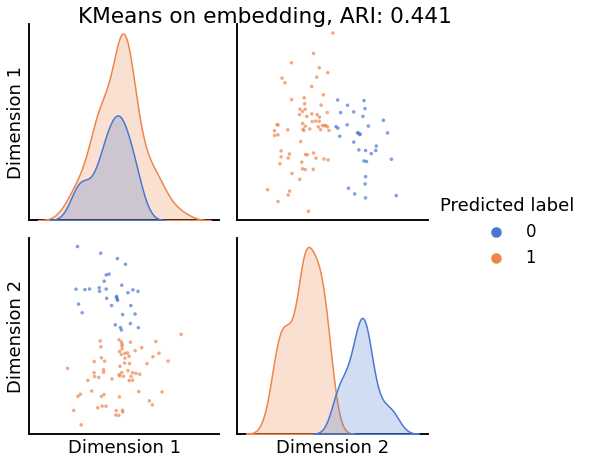 KMeans on embedding, ARI: 0.441
Dimension 1
Predicted label
0
1
Dimension 2
Dimension 1
Dimension 2